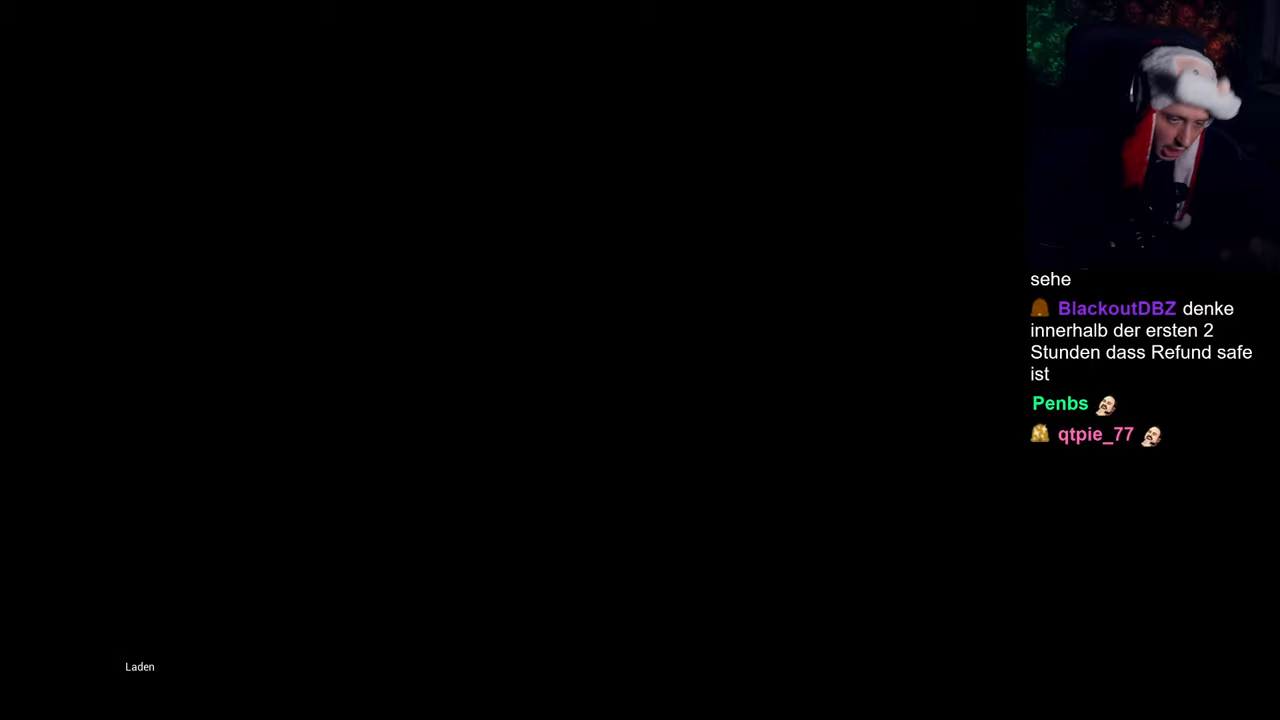 sehe
BlackoutDBZ denke
innerhalb der ersten 2
Stunden dass Refund safe
ist
Penbs
qtpie_77
Laden